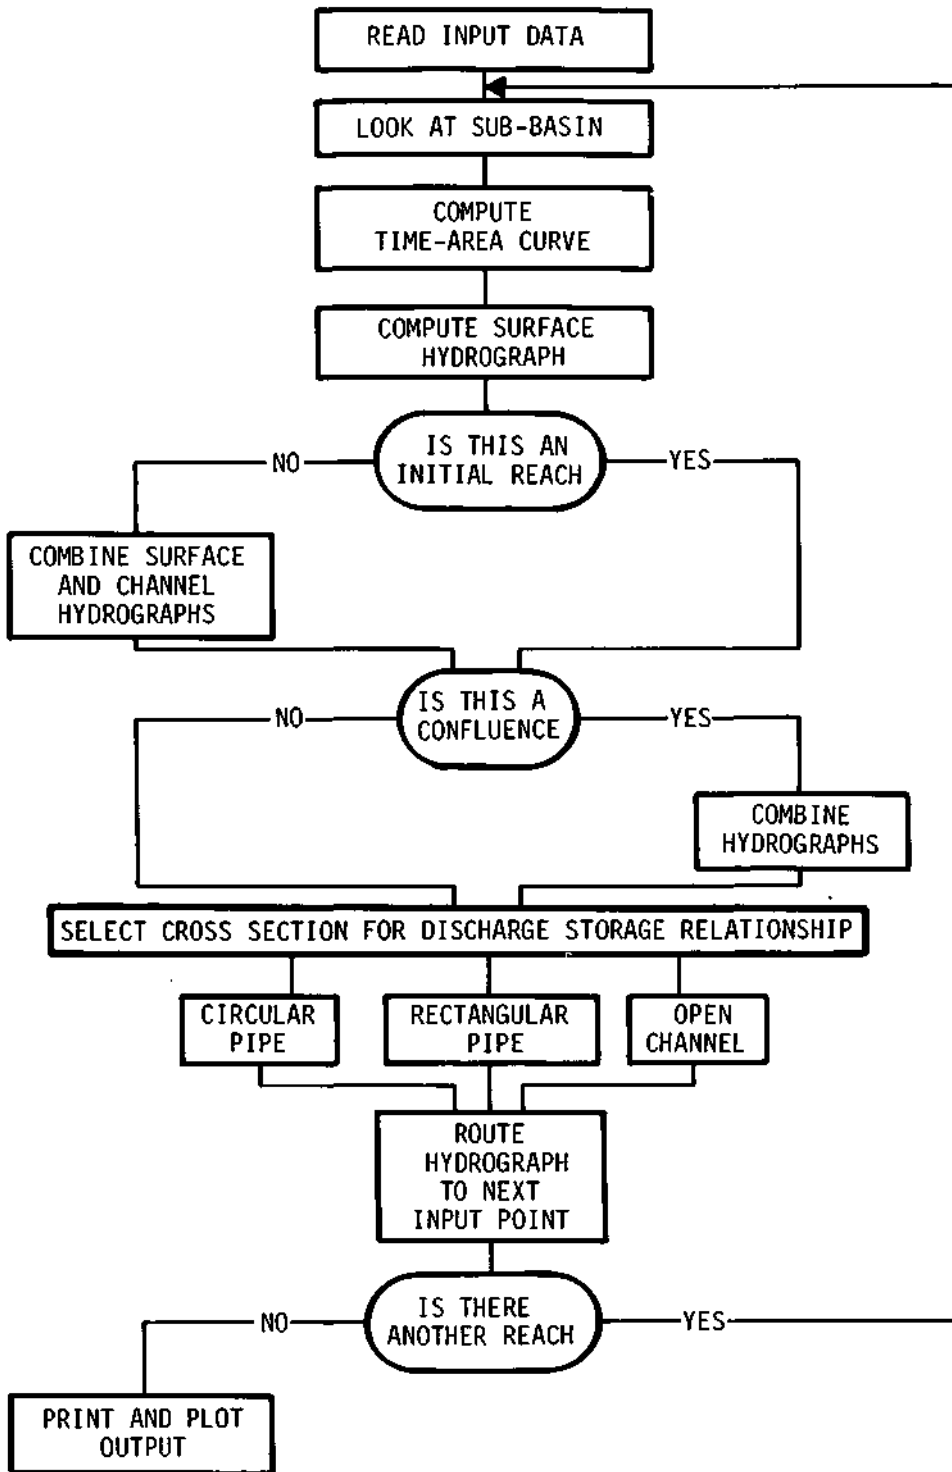 READ INPUT DATA
LOOK AT SUB-BASIN
COMPUTE
TIME-AREA CURVE
COMPUTE SURFACE
HYDROGRAPH
IS THIS AN
INITIAL REACH
NO
YES
COMBINE SURFACE
AND CHANNEL
HYDROGRAPHS
IS THIS A
CONFLUENCE
NO
YES
COMBINE
HYDROGRAPHS
SELECT CROSS SECTION FOR DISCHARGE STORAGE RELATIONSHIP
CIRCULAR
PIPE
RECTANGULAR
PIPE
OPEN
CHANNEL
ROUTE
HYDROGRAPH
TO NEXT
INPUT POINT
IS THERE
ANOTHER REACH
NO
YES
PRINT AND PLOT
OUTPUT